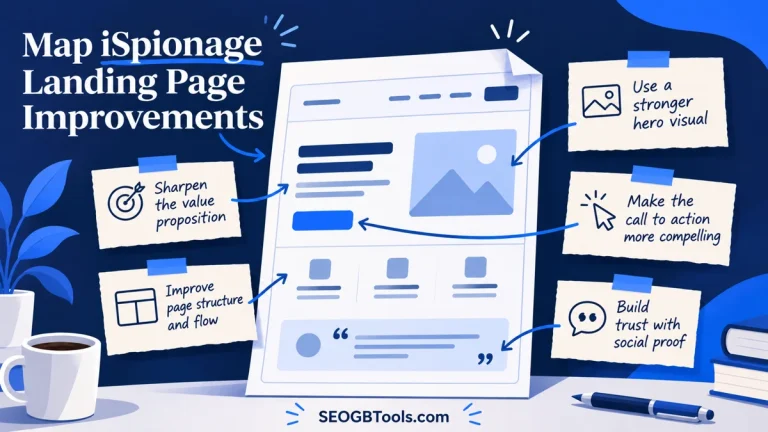 Map iSpionage
Landing Page
Improvements
Sharpen
the value
proposition
Improve
page structure
and flow
Use a
stronger
hero visual
Make the
call to action
more compelling
Build
trust with
social proof
“
”
SEOGBTools.com